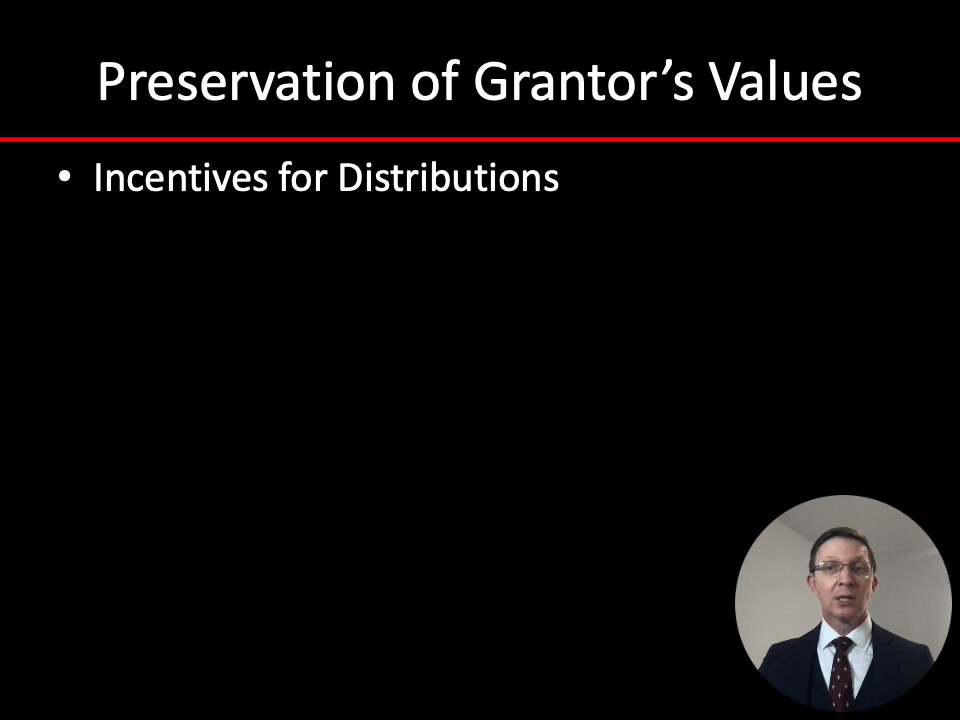 Preservation of Grantor’s Values
• Incentives for Distributions